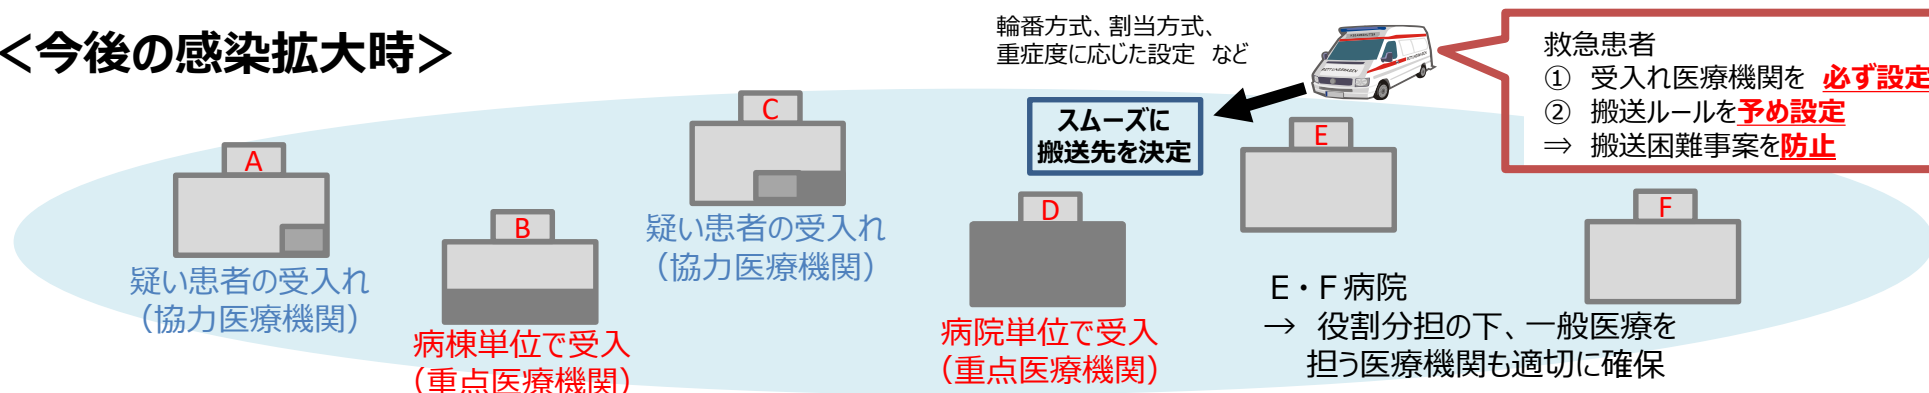 ＜今後の感染拡大時＞
輪番方式、割当方式、
重症度に応じた設定　など
救急患者
①　受入れ医療機関を　必ず設定
②　搬送ルールを予め設定
⇒　搬送困難事案を防止
スムーズに
搬送先を決定
A
疑い患者の受入れ
（協力医療機関）
B
病棟単位で受入
（重点医療機関）
C
疑い患者の受入れ
（協力医療機関）
D
病院単位で受入
（重点医療機関）
E
F
E・F 病院
→　役割分担の下、一般医療を
担う医療機関も適切に確保